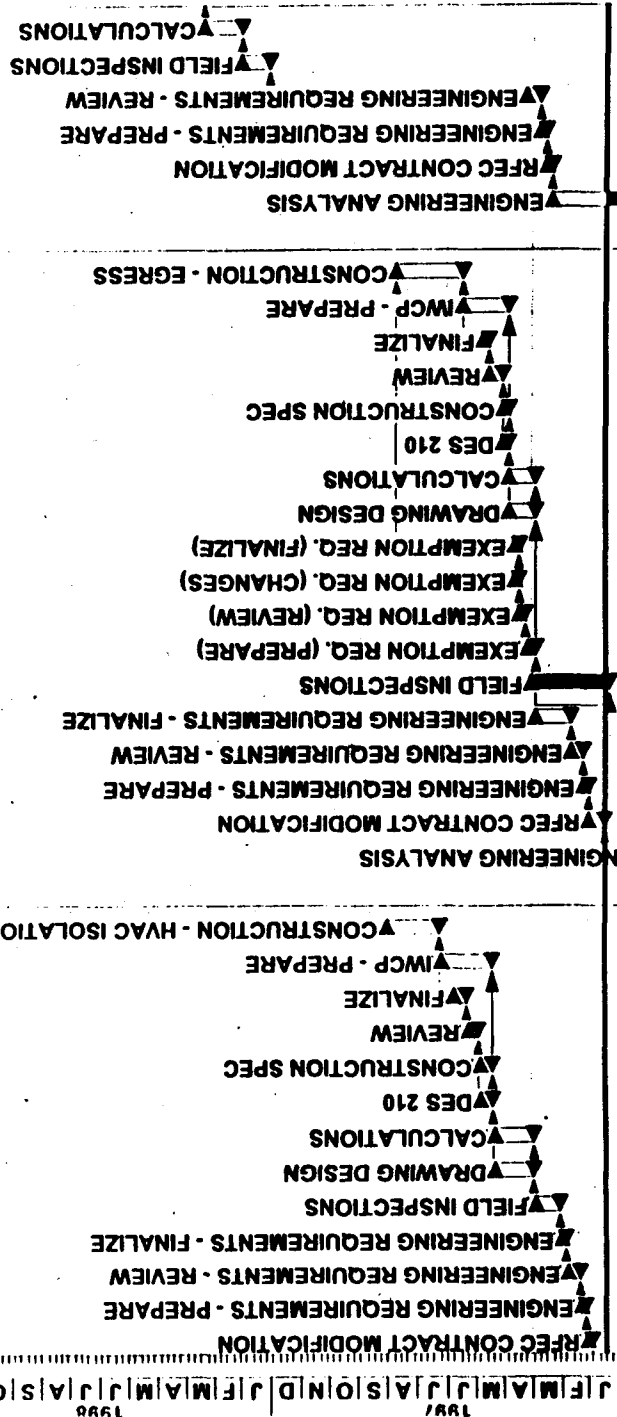 1997 1998
J F M A M J J A S O N D J F M A M J J A S O
RFEC CONTRACT MODIFICATION
ENGINEERING REQUIREMENTS - PREPARE
ENGINEERING REQUIREMENTS - REVIEW
ENGINEERING REQUIREMENTS - FINALIZE
FIELD INSPECTIONS
DRAWING DESIGN
CALCULATIONS
DES 210
CONSTRUCTION SPEC
REVIEW
FINALIZE
IWCP - PREPARE
CONSTRUCTION - HVAC ISOLATIO
NGINEERING ANALYSIS
RFEC CONTRACT MODIFICATION
ENGINEERING REQUIREMENTS - PREPARE
ENGINEERING REQUIREMENTS - REVIEW
ENGINEERING REQUIREMENTS - FINALIZE
FIELD INSPECTIONS
EXEMPTION REQ. (PREPARE)
EXEMPTION REQ. (REVIEW)
EXEMPTION REQ. (CHANGES)
EXEMPTION REQ. (FINALIZE)
DRAWING DESIGN
CALCULATIONS
DES 210
CONSTRUCTION SPEC
REVIEW
FINALIZE
IWCP - PREPARE
CONSTRUCTION - EGRESS
ENGINEERING ANALYSIS
RFEC CONTRACT MODIFICATION
ENGINEERING REQUIREMENTS - PREPARE
ENGINEERING REQUIREMENTS - REVIEW
FIELD INSPECTIONS
CALCULATIONS